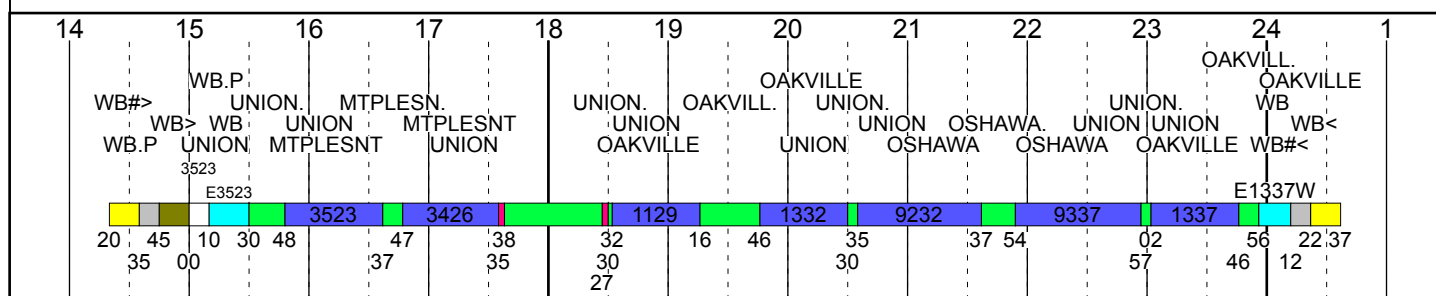 14 15 16 17 18 19 20 21 22 23 24 1
OAKVILL.
WB.P OAKVILLE OAKVILLE
WB#> UNION. MTPLESN. UNION. OAKVILL. UNION. UNION. WB
WB> WB UNION MTPLESNT UNION UNION OSHAWA. UNION UNION WB<
WB.P UNION MTPLESNT UNION OAKVILLE UNION OSHAWA OSHAWA OAKVILLE WB#<
3523
E3523 E1337W
3523 3426 1129 1332 9232 9337 1337
20 45 10 30 48 47 38 32 16 46 35 37 54 02 56 22 37
35 00 37 35 30 30 57 46 12
27